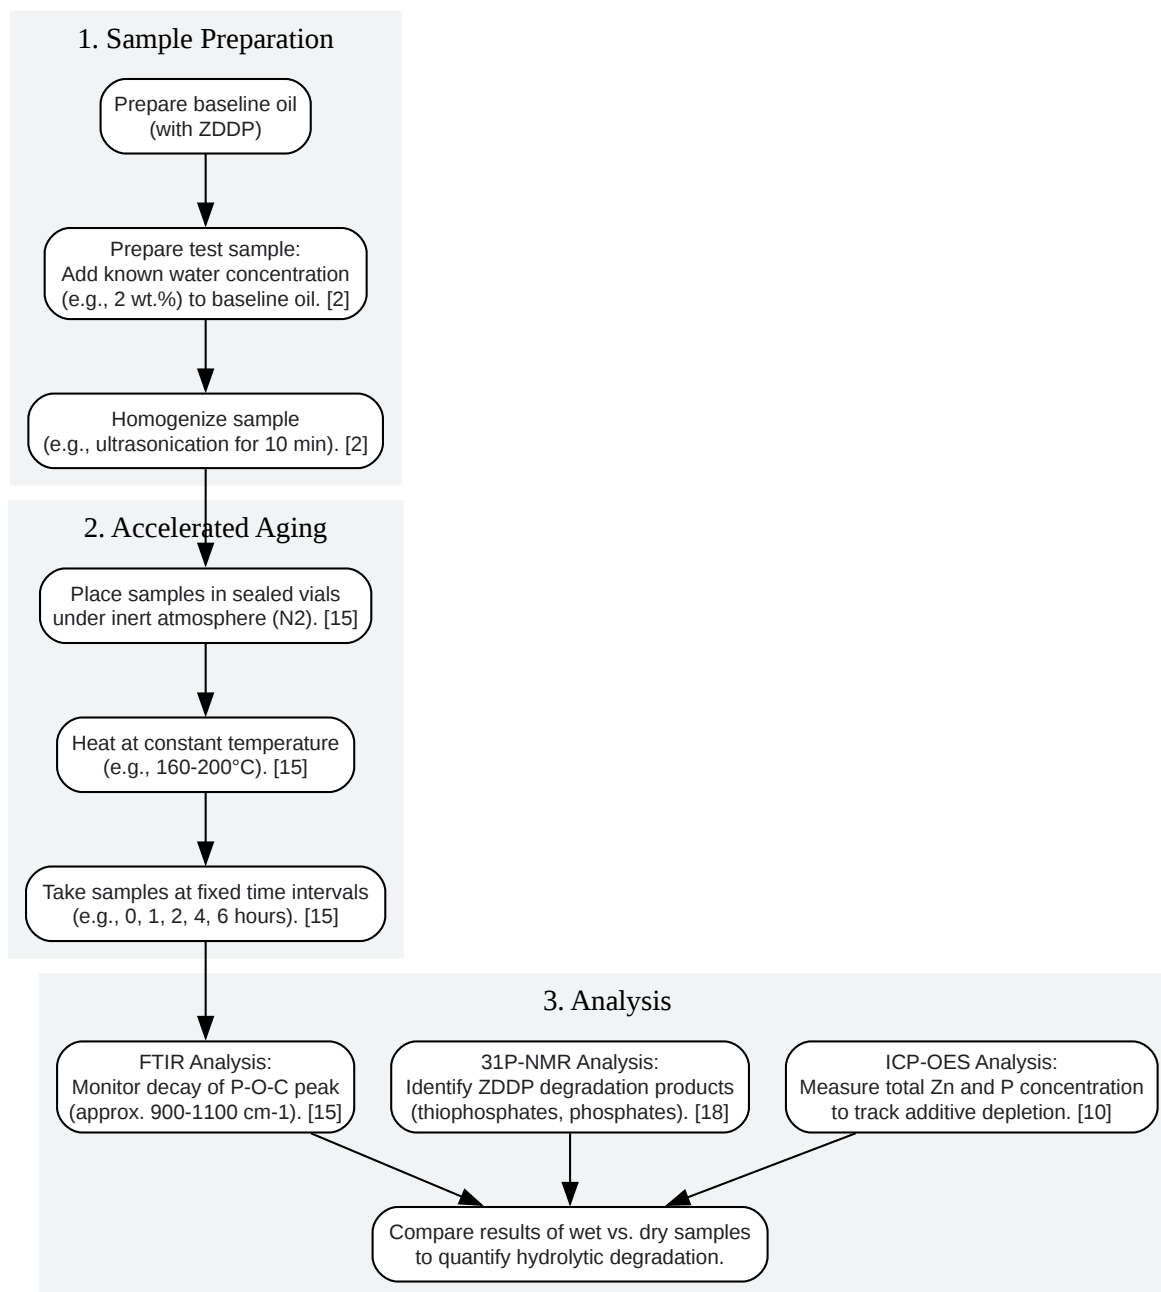 1. Sample Preparation
Prepare baseline oil
(with ZDDP)
Prepare test sample:
Add known water concentration
(e.g., 2 wt.%) to baseline oil. [2]
Homogenize sample
(e.g., ultrasonication for 10 min). [2]
2. Accelerated Aging
Place samples in sealed vials
under inert atmosphere (N2). [15]
Heat at constant temperature
(e.g., 160-200°C). [15]
Take samples at fixed time intervals
(e.g., 0, 1, 2, 4, 6 hours). [15]
3. Analysis
FTIR Analysis:
Monitor decay of P-O-C peak
(approx. 900-1100 cm-1). [15]
31P-NMR Analysis:
Identify ZDDP degradation products
(thiophosphates, phosphates). [18]
ICP-OES Analysis:
Measure total Zn and P concentration
to track additive depletion. [10]
Compare results of wet vs. dry samples
to quantify hydrolytic degradation.